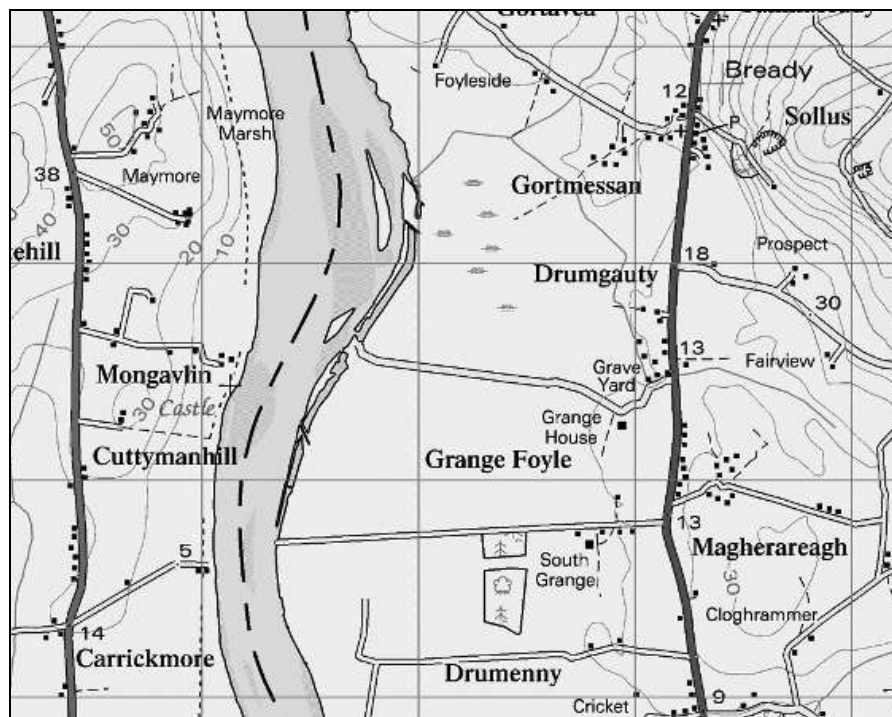 Foyleside
12
Bready
P
Sollus
Maymore
Marsh
50
Gortmessan
38
Maymore
40
30
20
10
ehill
Prospect
18
Drumgauty
30
13
Fairview
Grave
Yard
Mongavlin
Castle
30
Grange
House
Cuttymanhill
Grange Foyle
13
5
South
Grange
Magherareagh
30
Cloghrammer
14
Carrickmore
Drumenny
Cricket
9